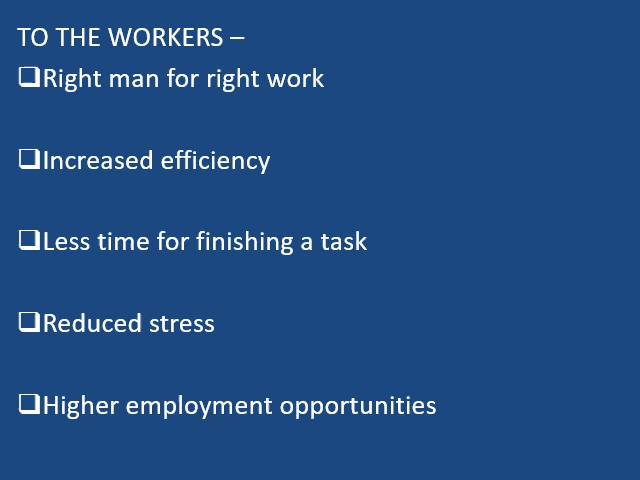 TO THE WORKERS –
❑Right man for right work
❑Increased efficiency
❑Less time for finishing a task
❑Reduced stress
❑Higher employment opportunities